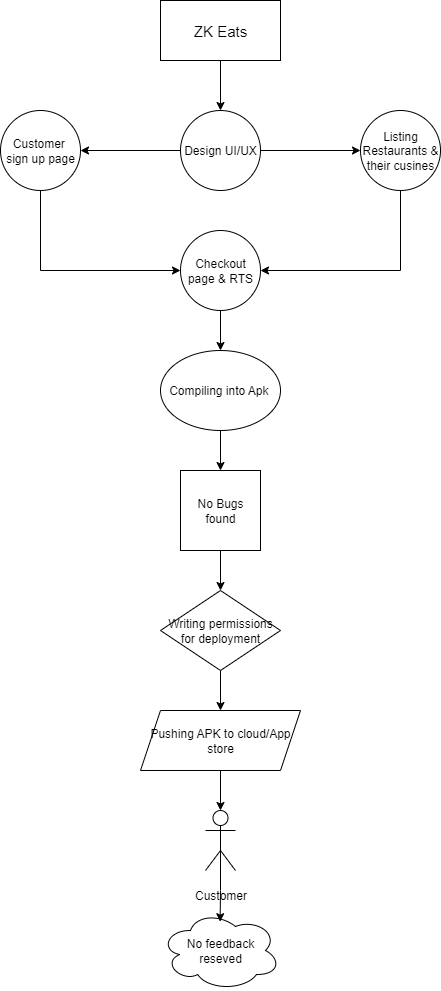 ZK Eats
Customer
sign up page
Design UI/UX
Listing
Restaurants &
their cusines
Checkout
page & RTS
Compiling into Apk
No Bugs
found
Writing permissions
for deployment
Pushing APK to cloud/App
store
Customer
No feedback
reseved